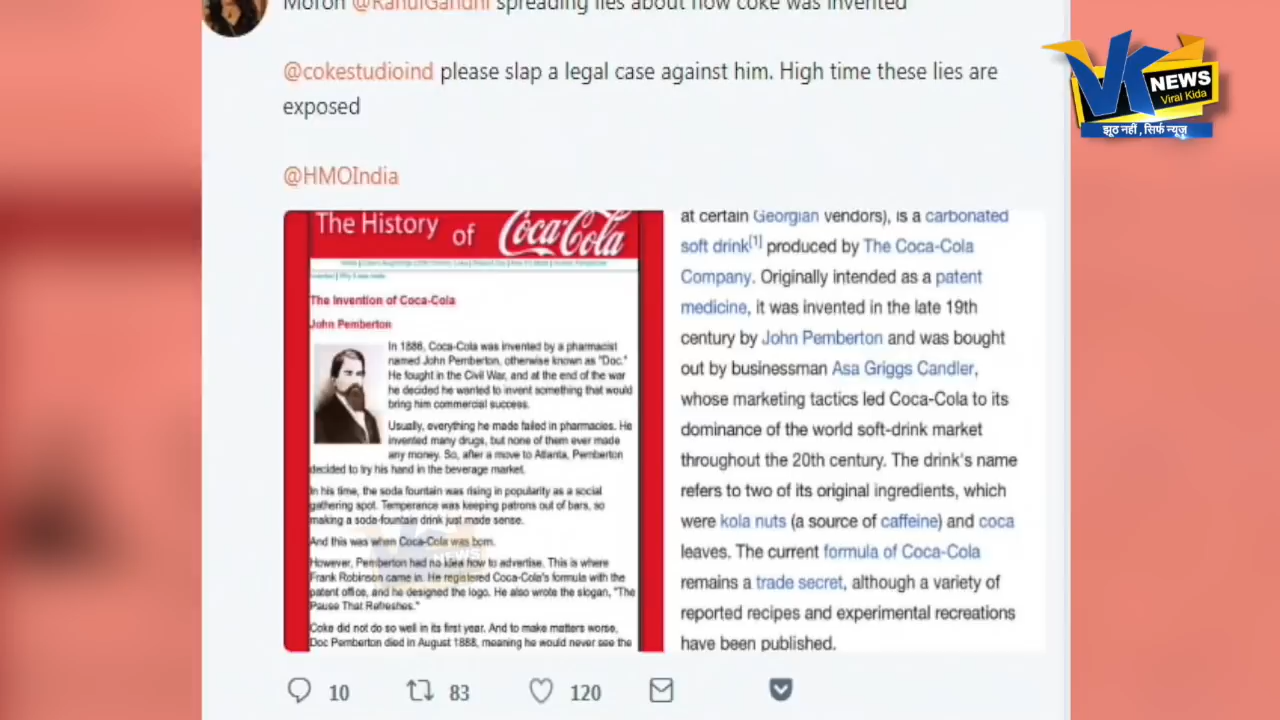 Moron @RahulGandhi spreading lies about how coke was invented
@cokestudioind please slap a legal case against him. High time these lies are
exposed
@HMOIndia
VK NEWS
Viral Kida
झूठ नहीं , सिर्फ न्यूज़
The History of Coca-Cola
The Invention of Coca-Cola
John Pemberton
In 1886, Coca-Cola was invented by a pharmacist
named John Pemberton, otherwise known as "Doc."
He fought in the Civil War, and at the end of the war
he decided he wanted to invent something that would
bring him commercial success.
Usually, everything he made failed in pharmacies. He
invented many drugs, but none of them ever made
any money. So, after a move to Atlanta, Pemberton
decided to try his hand in the beverage market.
In his time, the soda fountain was rising in popularity as a social
gathering spot. Temperance was keeping patrons out of bars, so
making a soda-fountain drink just made sense.
And this was when Coca-Cola was born.
However, Pemberton had no idea how to advertise. This is where
Frank Robinson came in. He registered Coca-Cola's formula with the
patent office, and he designed the logo. He also wrote the slogan, "The
Pause That Refreshes."
Coke did not do so well in its first year. And to make matters worse,
Doc Pemberton died in August 1888, meaning he would never see the
at certain Georgian vendors), is a carbonated
soft drink[1] produced by The Coca-Cola
Company. Originally intended as a patent
medicine, it was invented in the late 19th
century by John Pemberton and was bought
out by businessman Asa Griggs Candler,
whose marketing tactics led Coca-Cola to its
dominance of the world soft-drink market
throughout the 20th century. The drink's name
refers to two of its original ingredients, which
were kola nuts (a source of caffeine) and coca
leaves. The current formula of Coca-Cola
remains a trade secret, although a variety of
reported recipes and experimental recreations
have been published.
10 83 120